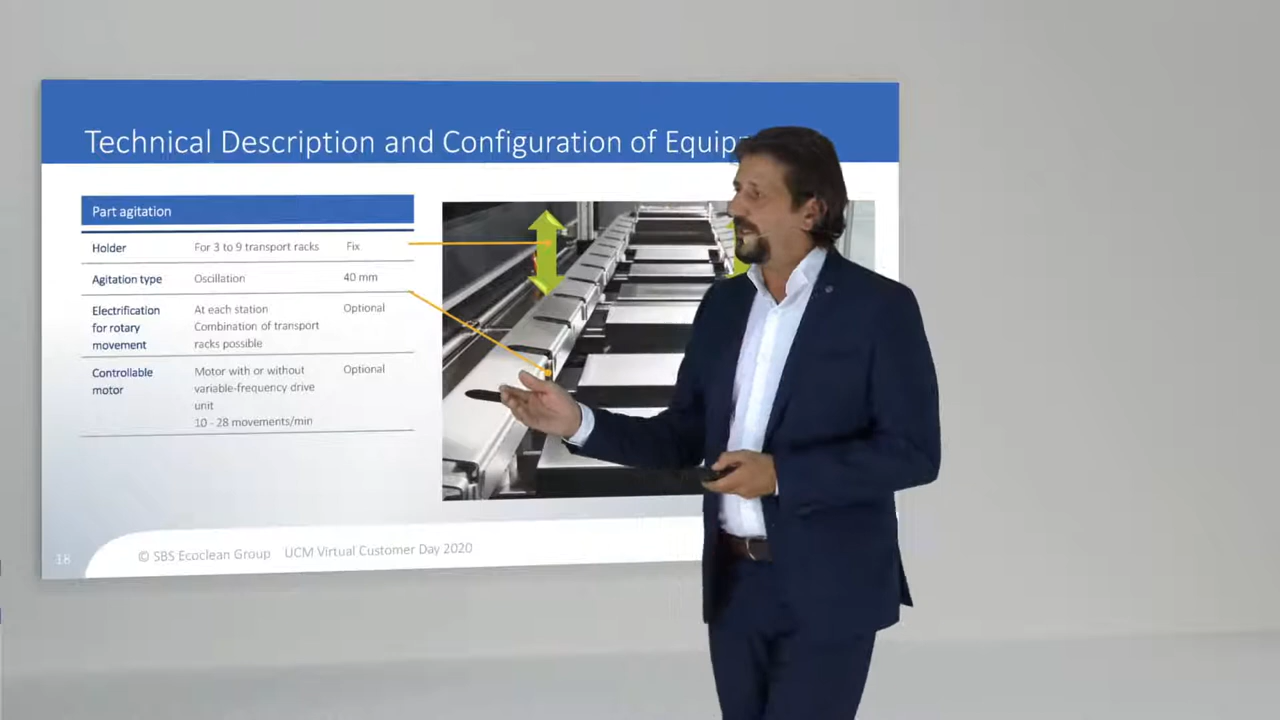 Technical Description and Configuration of
Part agitation
Holder For 3 to 9 transport racks Fix
Agitation type Oscillation 40 mm
Electrification At each station Optional
for rotary Combination of transport
movement racks possible
Controllable Motor with or without Optional
motor variable-frequency drive
unit
10 - 28 movements/min
18 © SBS Ecoclean Group UCM Virtual Customer Day 2020